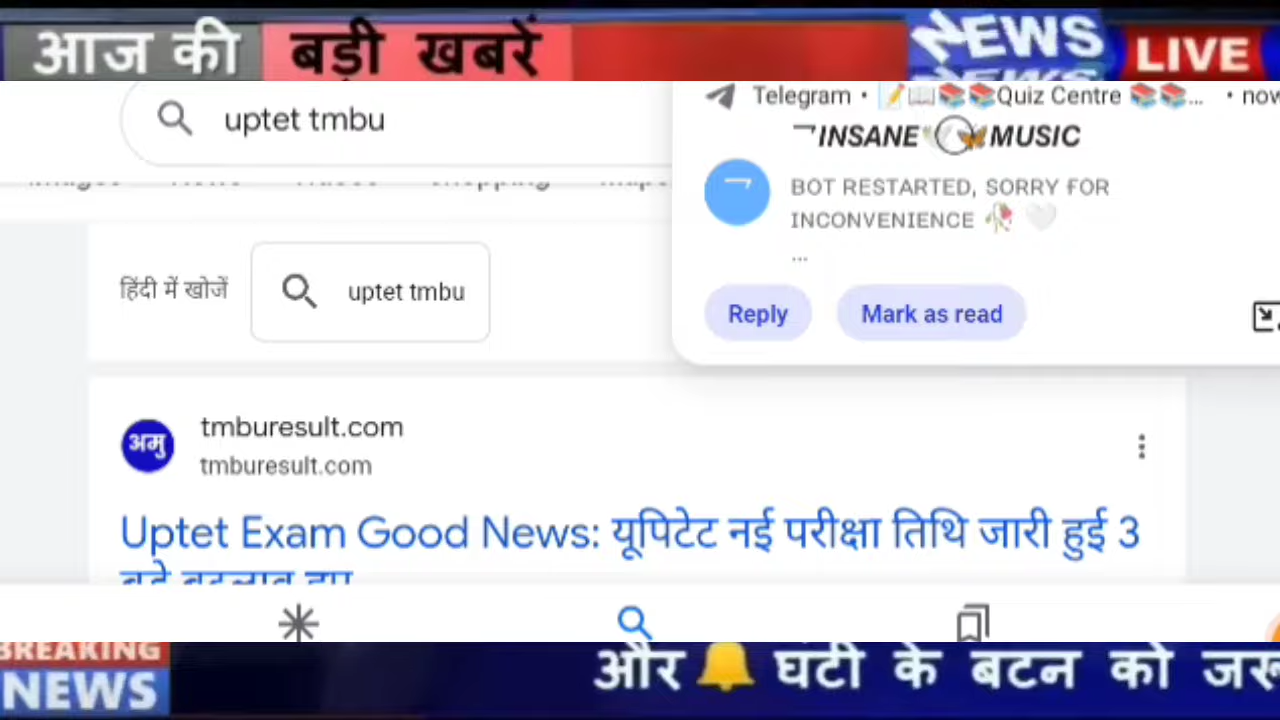 आज की बड़ी खबरें NEWS LIVE
uptet tmbu
Telegram • 📝📖📚📚Quiz Centre 📚📚... • now
INSANE MUSIC
BOT RESTARTED, SORRY FOR
INCONVENIENCE 🥀 🤍
...
Reply Mark as read
हिंदी में खोजें uptet tmbu
अमु tmburesult.com
tmburesult.com
Uptet Exam Good News: यूपिटेट नई परीक्षा तिथि जारी हुई 3
BREAKING
NEWS
और 🔔 घंटी के बटन को